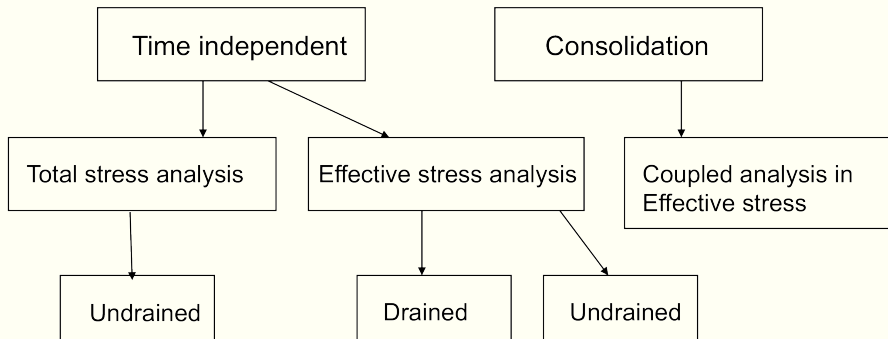 Time independent
Consolidation
Total stress analysis
Effective stress analysis
Coupled analysis in
Effective stress
Undrained
Drained
Undrained